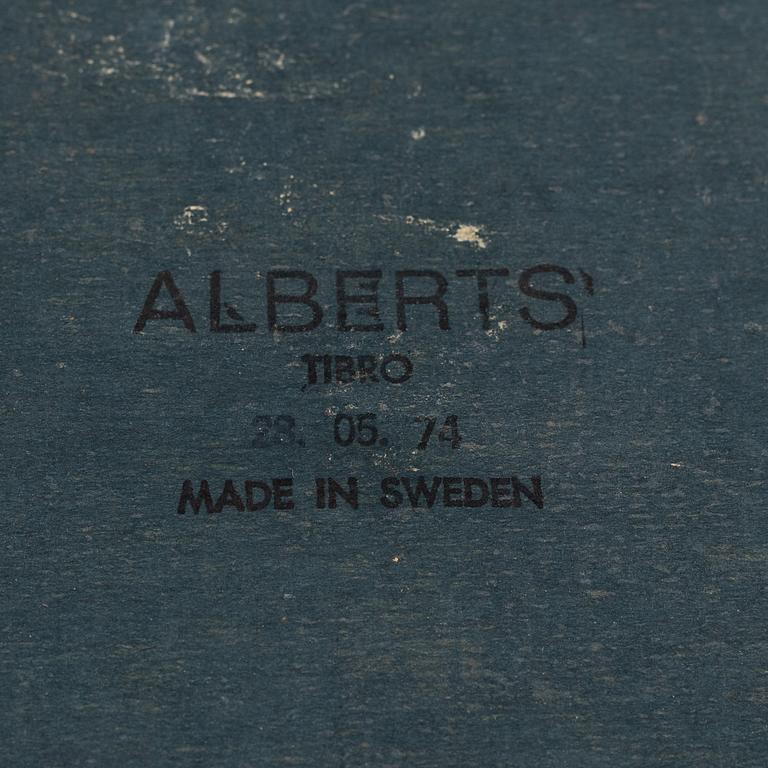 ALBERTS'
TIBRO
28. 05. 74
MADE IN SWEDEN